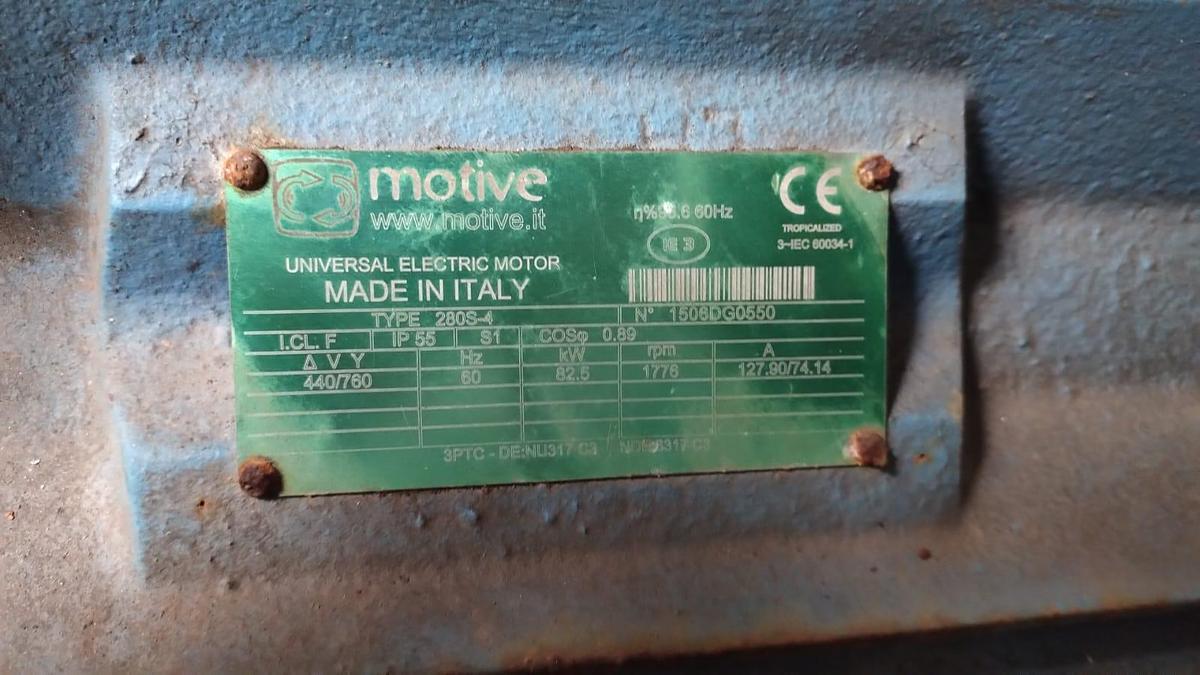 motive
www.motive.it
UNIVERSAL ELECTRIC MOTOR
MADE IN ITALY
60Hz
IE 3
CE
TROPICALIZED
3~IEC 60034-1
TYPE 280S-4 N° 1506DG0550
I.CL. F IP 55 S1 COSφ 0.89
Δ V Y Hz kW rpm A
440/760 60 82.5 1776 127.90/74.14
3PTC - DE:NU317 C3